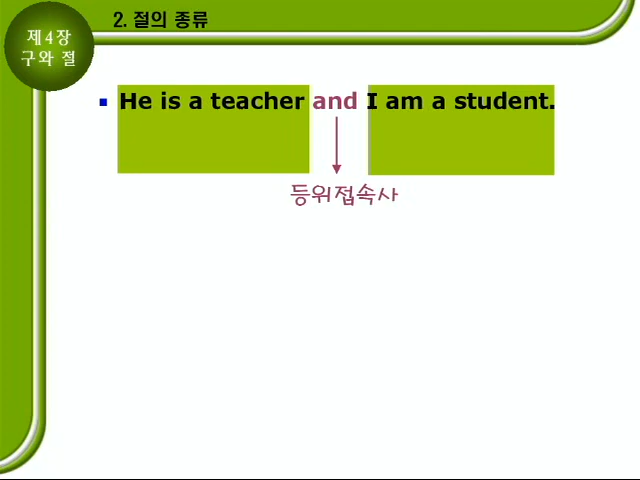 2. 절의 종류
제4장
구와 절
He is a teacher and I am a student.
등위접속사